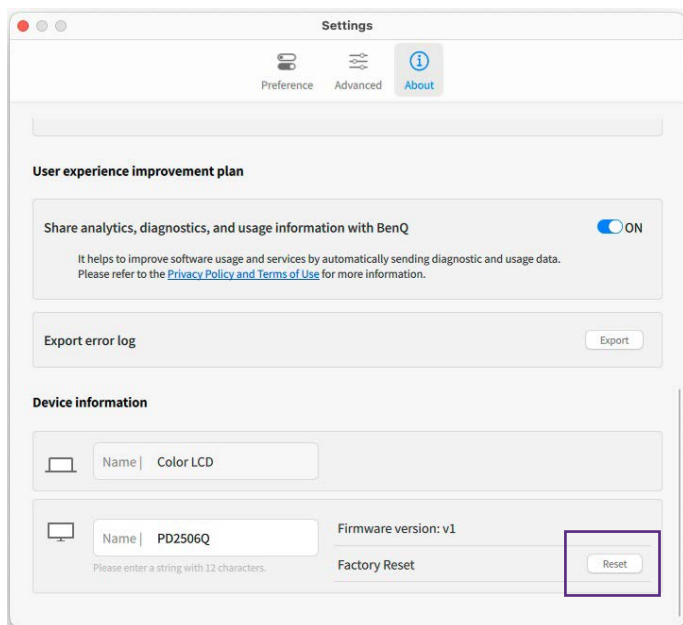 Settings
Preference Advanced About
User experience improvement plan
Share analytics, diagnostics, and usage information with BenQ ON
It helps to improve software usage and services by automatically sending diagnostic and usage data.
Please refer to the Privacy Policy and Terms of Use for more information.
Export error log Export
Device information
Name | Color LCD
Firmware version: v1
Name | PD2506Q
Please enter a string with 12 characters.
Factory Reset Reset